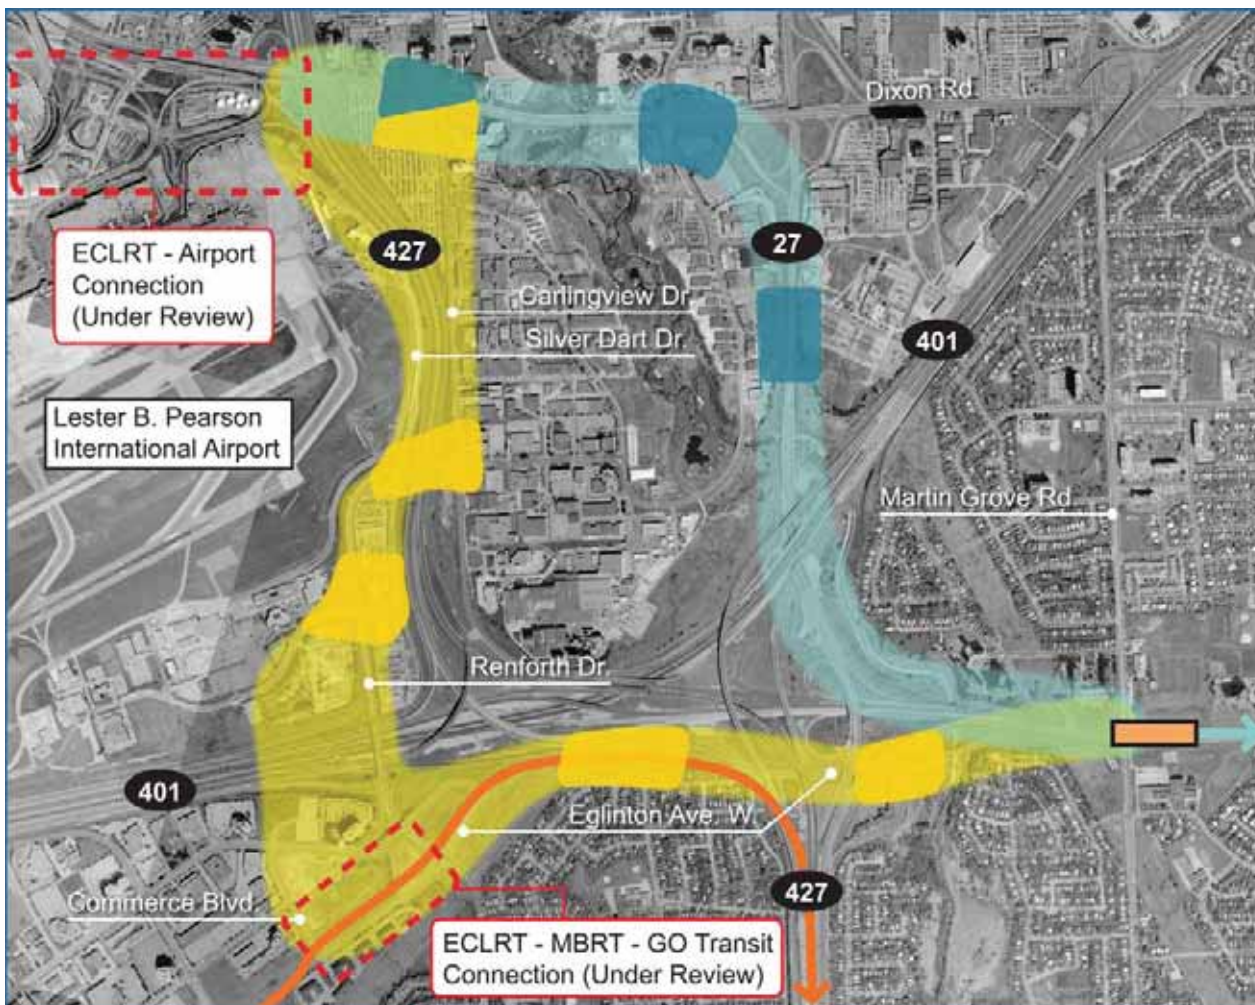 Dixon Rd
ECLRT - Airport
Connection
(Under Review)
427
27
Carlingview Dr.
Silver Dart Dr.
401
Lester B. Pearson
International Airport
Martin Grove Rd
Renforth Dr.
401
Eglinton Ave. W.
Commerce Blvd.
427
ECLRT - MBRT - GO Transit
Connection (Under Review)